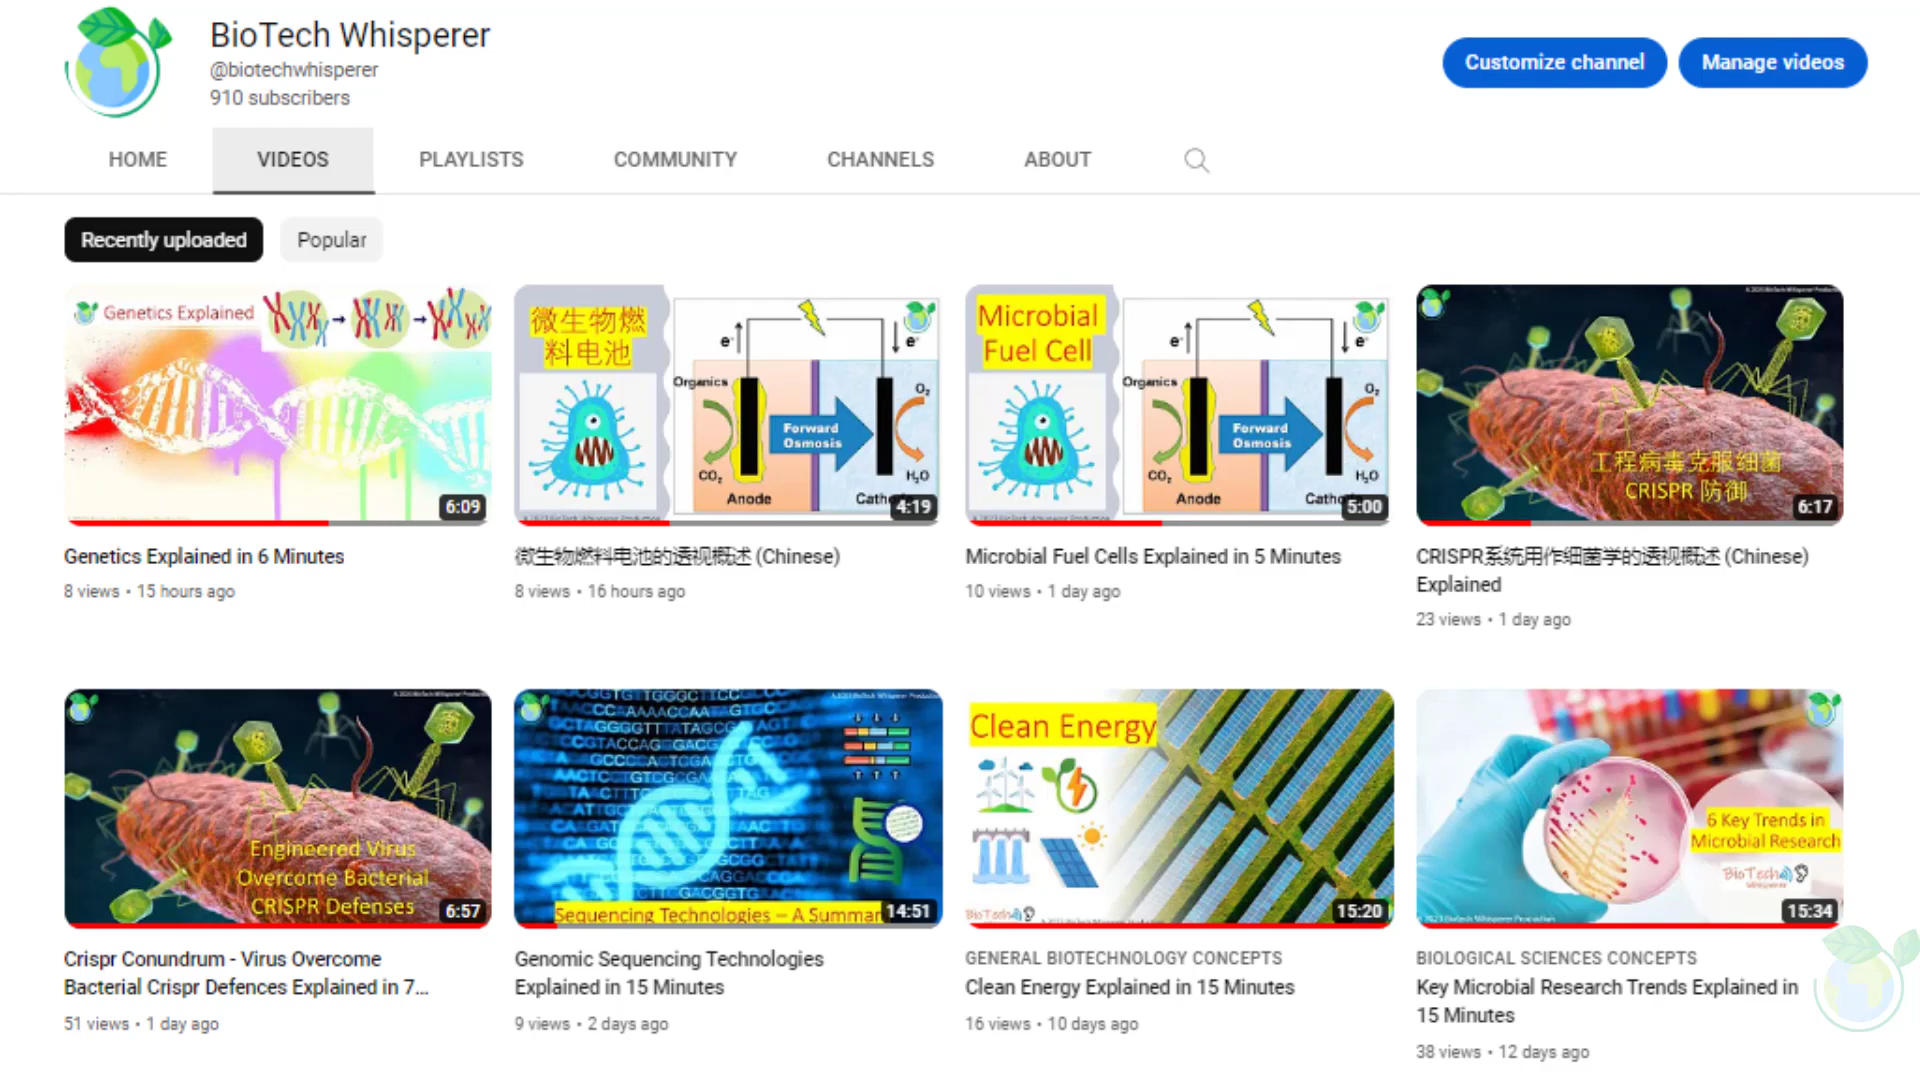 BioTech Whisperer
@biotechwhisperer
910 subscribers
Customize channel
Manage videos
HOME
VIDEOS
PLAYLISTS
COMMUNITY
CHANNELS
ABOUT
Recently uploaded
Popular
Genetics Explained
6:09
微生物燃
料电池
Organics
e⁻
e⁻
O₂
Forward
Osmosis
CO₂
H₂O
Anode
4:19
Microbial
Fuel Cell
Organics
e⁻
e⁻
O₂
Forward
Osmosis
CO₂
H₂O
Anode
5:00
工程病毒克服细菌
CRISPR 防御
6:17
Genetics Explained in 6 Minutes
8 views • 15 hours ago
微生物燃料电池的透视概述 (Chinese)
8 views • 16 hours ago
Microbial Fuel Cells Explained in 5 Minutes
10 views • 1 day ago
CRISPR系统用作细菌学的透视概述 (Chinese)
Explained
23 views • 1 day ago
Engineered Virus
Overcome Bacterial
CRISPR Defenses
6:57
Sequencing Technologies – A Summar
14:51
Clean Energy
BioTech
Whisperer
15:20
6 Key Trends in
Microbial Research
BioTech
Whisperer
15:34
Crispr Conundrum - Virus Overcome
Bacterial Crispr Defences Explained in 7...
51 views • 1 day ago
Genomic Sequencing Technologies
Explained in 15 Minutes
9 views • 2 days ago
GENERAL BIOTECHNOLOGY CONCEPTS
Clean Energy Explained in 15 Minutes
16 views • 10 days ago
BIOLOGICAL SCIENCES CONCEPTS
Key Microbial Research Trends Explained in
15 Minutes
38 views • 12 days ago